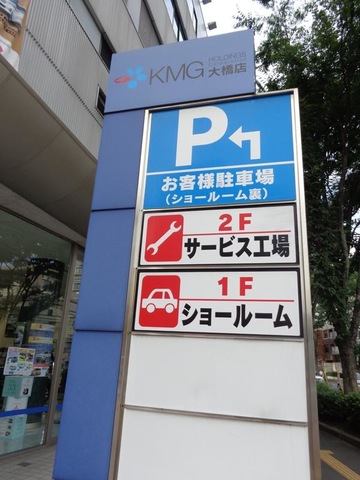 KMG HOLDINGS
大橋店
P
お客様駐車場
(ショールーム裏)
2F
サービス工場
1F
ショールーム